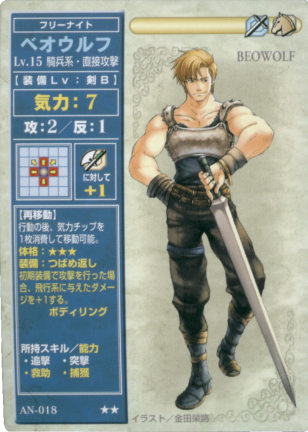 フリーナイト
ベオウルフ
Lv.15 騎兵系・直接攻撃
【装備Lv：剣B】
気力：7
攻：2／反：1
に対して
+1
【再移動】
行動の後、気力チップを
1枚消費して移動可能。
体格：★★★
装備：つばめ返し
初期装備で攻撃を行った場
合、飛行系に与えたダメー
ジを+1する。
ボディリング
所持スキル／能力
・追撃 ・突撃
・救助 ・捕獲
AN-018 ★★
BEOWOLF
イラスト／金田榮路